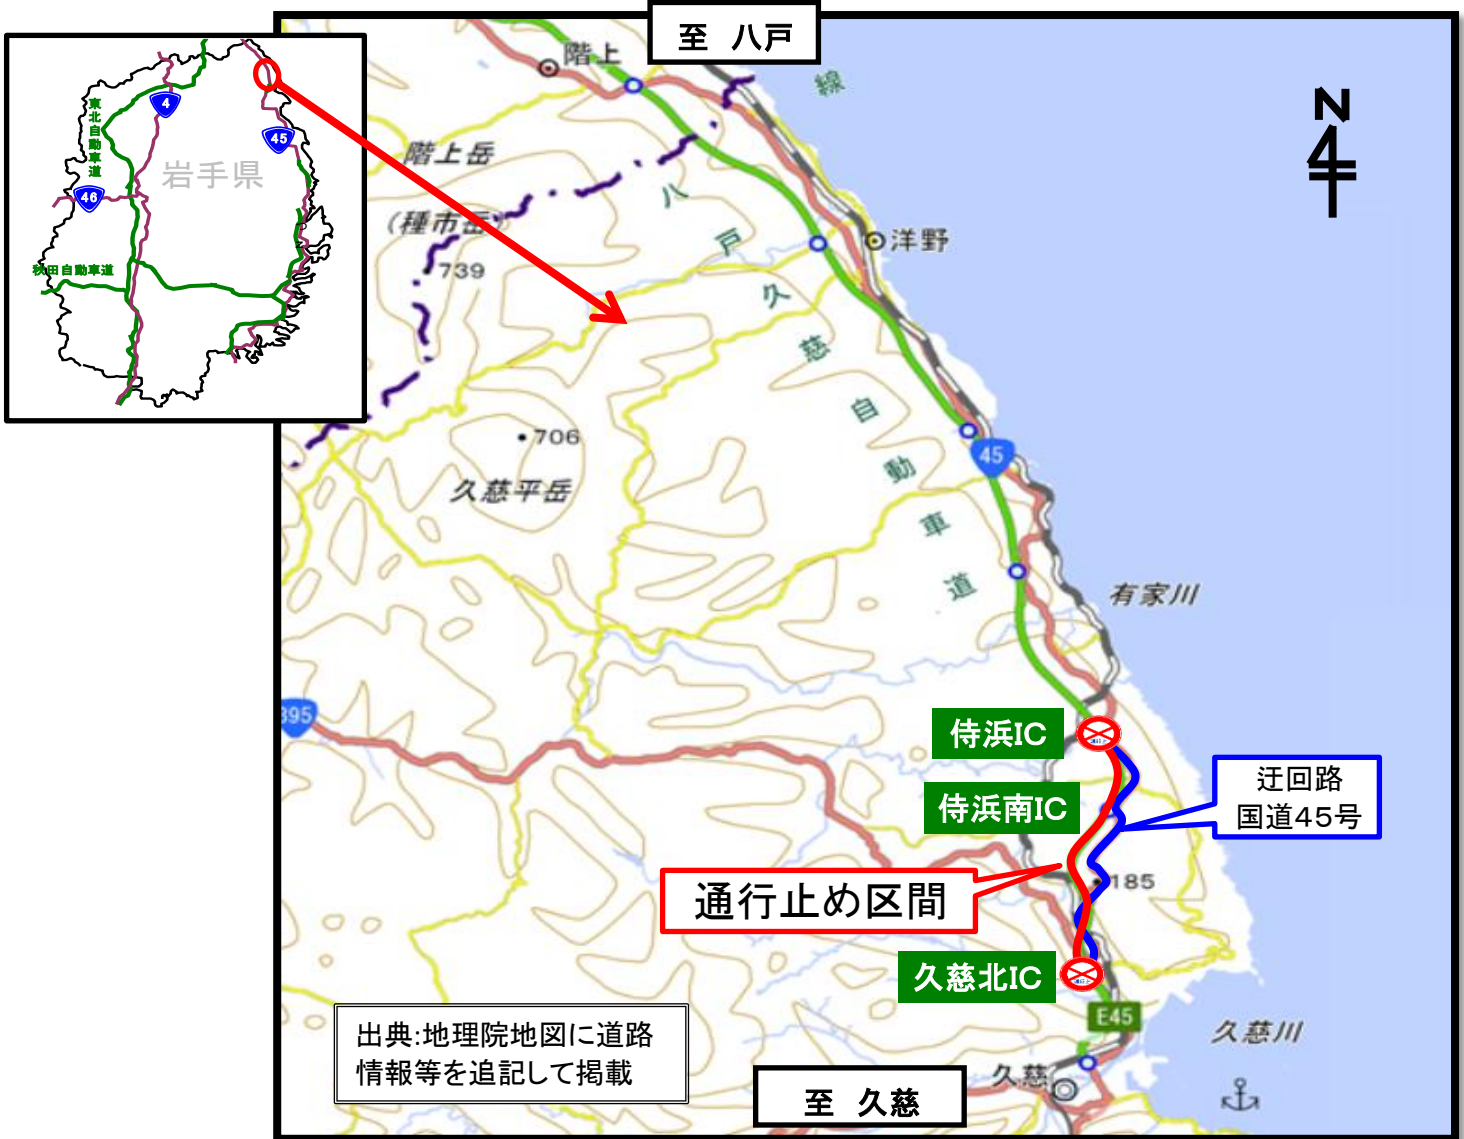 至 八戸
階上
線
4
45
東北自動車道
岩手県
46
秋田自動車道
階上岳
(種市岳)
739
八戸久慈自動車道
洋野
706
久慈平岳
45
有家川
395
侍浜IC
侍浜南IC
迂回路
国道45号
通行止め区間
185
久慈北IC
E45
出典:地理院地図に道路
情報等を追記して掲載
久慈川
久慈
至 久慈
N